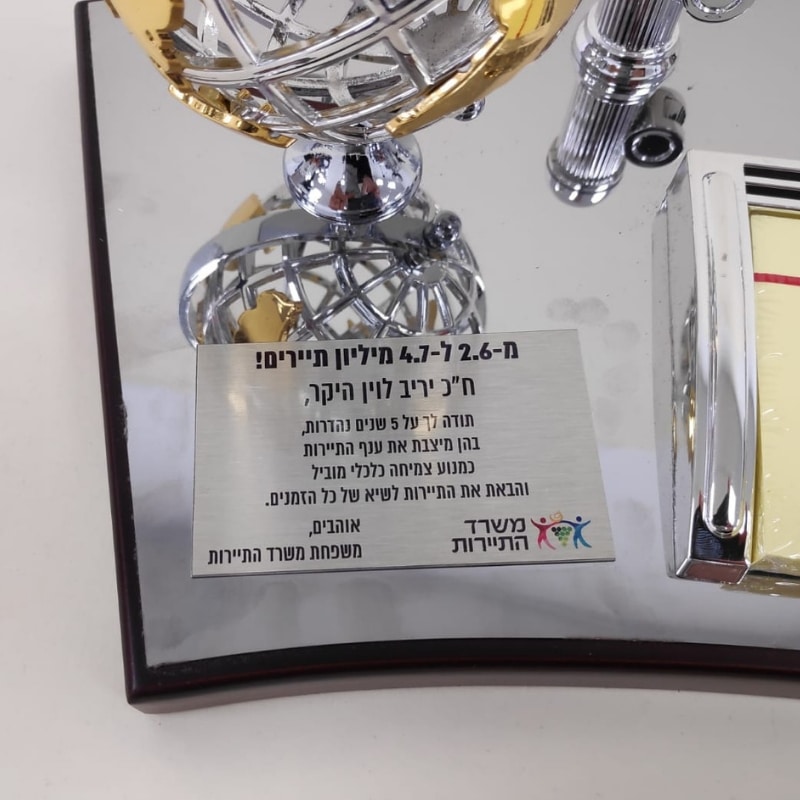 מ-2.6 ל-4.7 מיליון תיירים!
ח"כ יריב לוין היקר,
תודה לך על 5 שנים נהדרות,
בהן מיצבת את ענף התיירות
כמנוע צמיחה כלכלי מוביל
והבאת את התיירות לשיא של כל הזמנים.
אוהבים,
משפחת משרד התיירות
משרד
התיירות